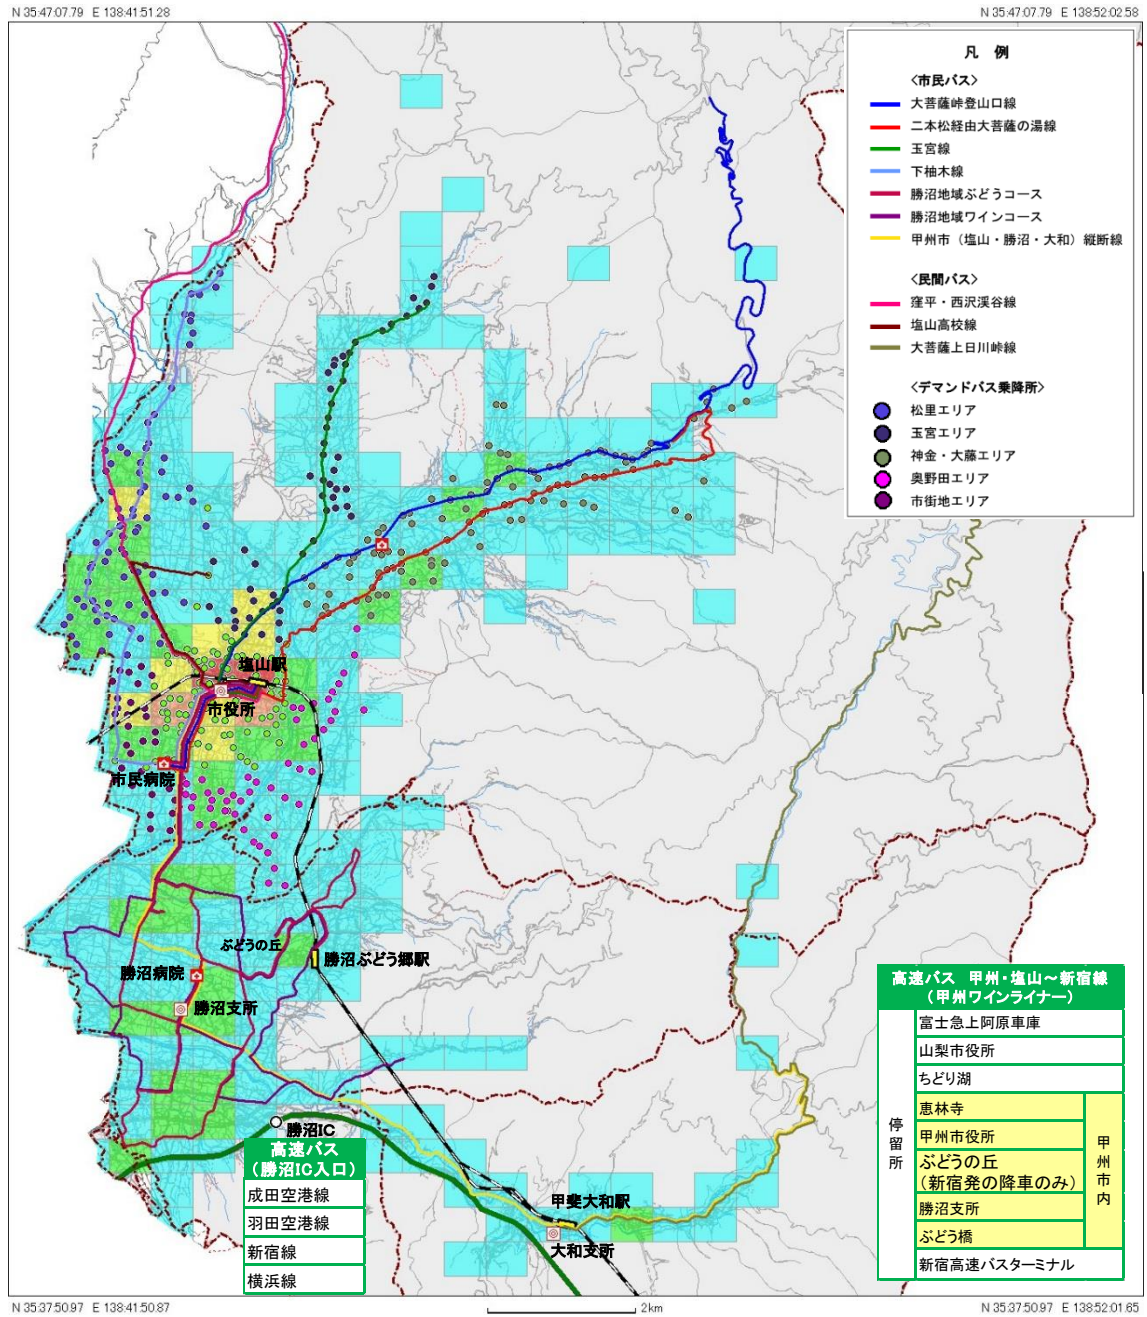 N 35:47:07.79 E 138:41:51.28
N 35:47:07.79 E 138:52:02.58
凡 例
<市民バス>
大菩薩峠登山口線
二本松経由大菩薩の湯線
玉宮線
下柚木線
勝沼地域ぶどうコース
勝沼地域ワインコース
甲州市（塩山・勝沼・大和）縦断線
<民間バス>
窪平・西沢渓谷線
塩山高校線
大菩薩上日川峠線
<デマンドバス乗降所>
松里エリア
玉宮エリア
神金・大藤エリア
奥野田エリア
市街地エリア
塩山駅
市役所
市民病院
ぶどうの丘
勝沼ぶどう郷駅
勝沼病院
勝沼支所
勝沼IC
高速バス
（勝沼IC入口）
成田空港線
羽田空港線
新宿線
横浜線
甲斐大和駅
大和支所
高速バス 甲州・塩山～新宿線
（甲州ワインライナー）
停留所
富士急上阿原車庫
山梨市役所
ちどり湖
恵林寺
甲州市役所
ぶどうの丘
（新宿発の降車のみ）
勝沼支所
ぶどう橋
甲州市内
新宿高速バスターミナル
N 35:37:50.97 E 138:41:50.87
2km
N 35:37:50.97 E 138:52:01.65